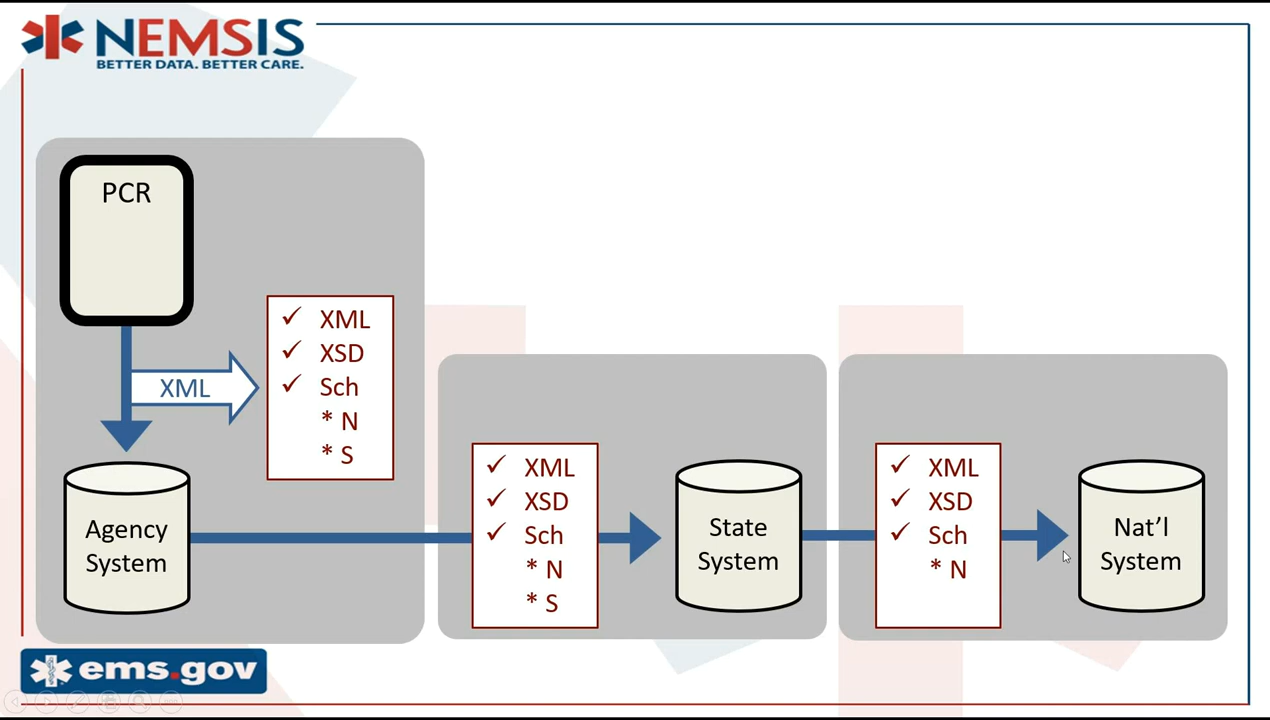 NEMSIS
BETTER DATA. BETTER CARE.
PCR
XML
✓ XML
✓ XSD
✓ Sch
* N
* S
Agency
System
✓ XML
✓ XSD
✓ Sch
* N
* S
State
System
✓ XML
✓ XSD
✓ Sch
* N
Nat'l
System
ems.gov